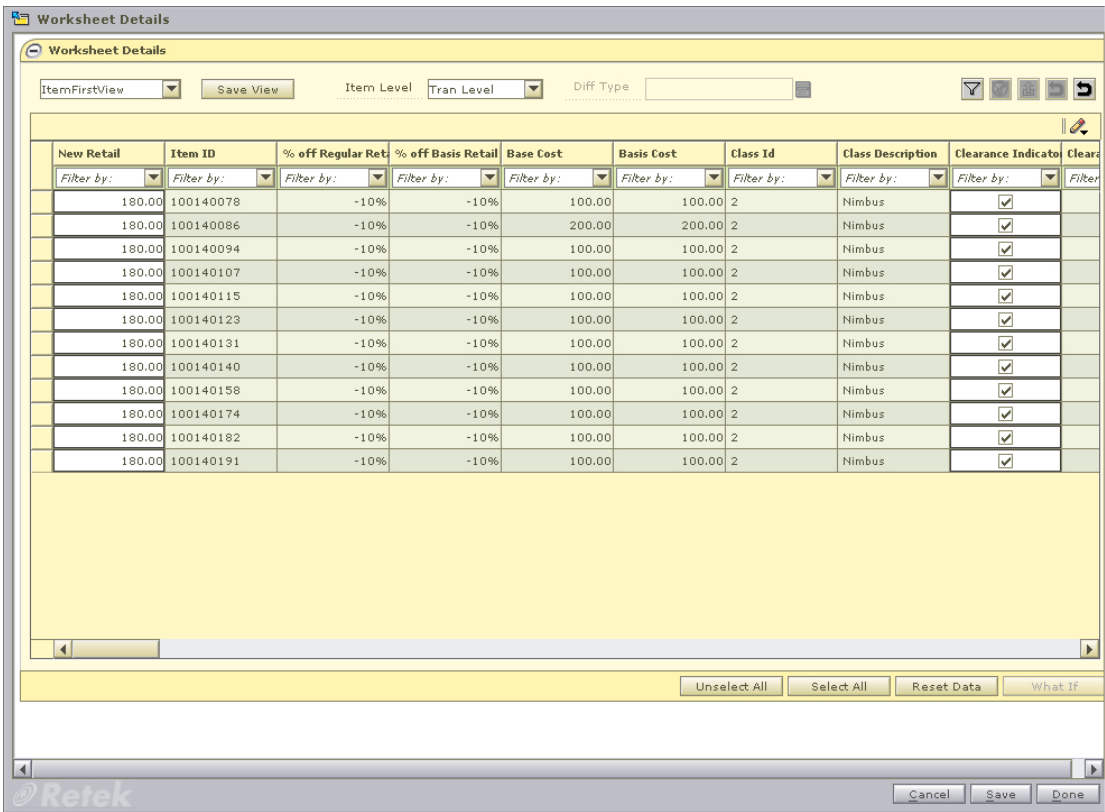 Worksheet Details
Worksheet Details
ItemFirstView Save View Item Level Tran Level Diff Type
New Retail Item ID % off Regular Reta % off Basis Retail Base Cost Basis Cost Class Id Class Description Clearance Indicator Cleara
Filter by: Filter by: Filter by: Filter by: Filter by: Filter by: Filter by: Filter by: Filter by: Filter
180.00 100140078 -10% -10% 100.00 100.00 2 Nimbus
180.00 100140086 -10% -10% 200.00 200.00 2 Nimbus
180.00 100140094 -10% -10% 100.00 100.00 2 Nimbus
180.00 100140107 -10% -10% 100.00 100.00 2 Nimbus
180.00 100140115 -10% -10% 100.00 100.00 2 Nimbus
180.00 100140123 -10% -10% 100.00 100.00 2 Nimbus
180.00 100140131 -10% -10% 100.00 100.00 2 Nimbus
180.00 100140140 -10% -10% 100.00 100.00 2 Nimbus
180.00 100140158 -10% -10% 100.00 100.00 2 Nimbus
180.00 100140174 -10% -10% 100.00 100.00 2 Nimbus
180.00 100140182 -10% -10% 100.00 100.00 2 Nimbus
180.00 100140191 -10% -10% 100.00 100.00 2 Nimbus
Unselect All Select All Reset Data What If
Retek Cancel Save Done